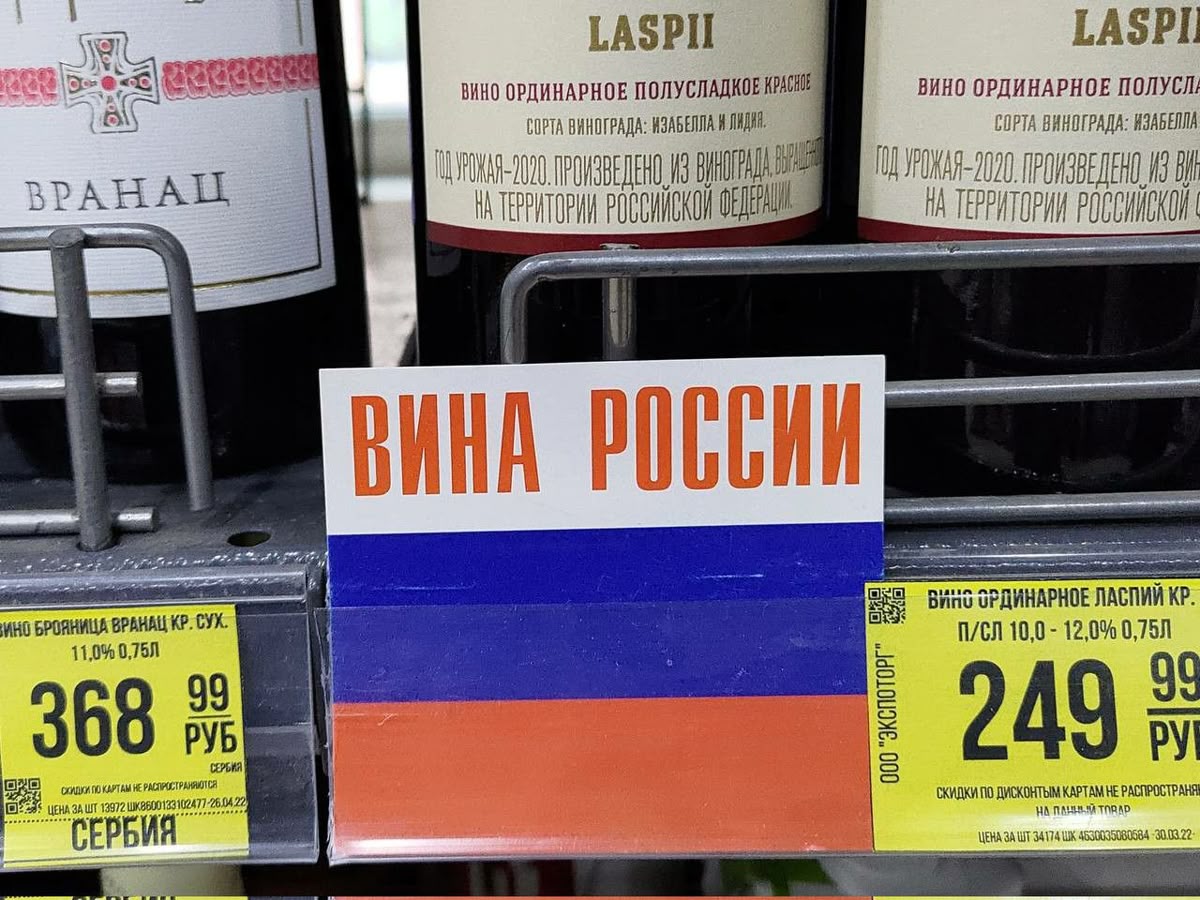 ВРАНАЦ
LASPII
ВИНО ОРДИНАРНОЕ ПОЛУСЛАДКОЕ КРАСНОЕ
СОРТА ВИНОГРАДА: ИЗАБЕЛЛА И ЛИДИЯ.
ГОД УРОЖАЯ-2020. ПРОИЗВЕДЕНО ИЗ ВИНОГРАДА, ВЫРАЩЕННОГО
НА ТЕРРИТОРИИ РОССИЙСКОЙ ФЕДЕРАЦИИ.
LASPII
ВИНО ОРДИНАРНОЕ
СОРТА ВИНОГРАДА: ИЗАБЕЛЛА
ГОД УРОЖАЯ-2020. ПРОИЗВЕДЕНО ИЗ
НА ТЕРРИТОРИИ РОССИЙСКОЙ
ВИНА РОССИИ
ВИНО БРОЯНИЦА ВРАНАЦ КР. СУХ.
11,0% 0,75Л
368 99
РУБ
СЕРБИЯ
СКИДКИ ПО КАРТАМ НЕ РАСПРОСТРАНЯЮТСЯ
ЦЕНА ЗА ШТ 13972 ШК8600133102477-26.04.22
СЕРБИЯ
ВИНО ОРДИНАРНОЕ ЛАСПИЙ КР.
П/СЛ 10,0 - 12,0% 0,75Л
ООО "ЭКСПОТОРГ"
249 99
РУ
СКИДКИ ПО ДИСКОНТЫМ КАРТАМ НЕ РАСПРОСТРАНЯ
НА ДАННЫЙ ТОВАР
ЦЕНА ЗА ШТ 34174 ШК 4630035080584 -30.03.22-